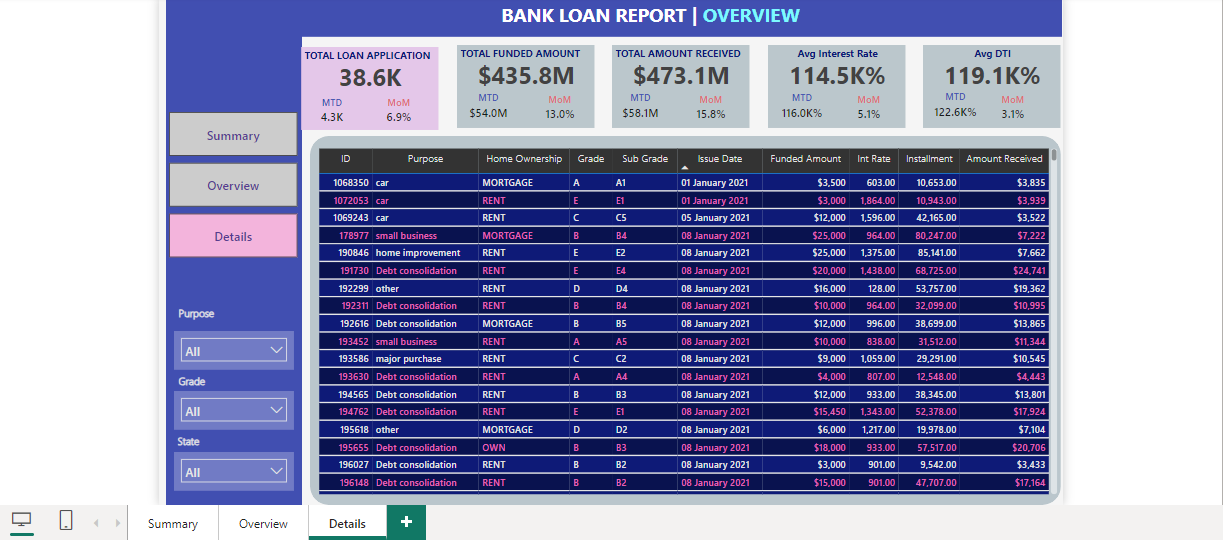 BANK LOAN REPORT | OVERVIEW
TOTAL LOAN APPLICATION
38.6K
MTD MoM
4.3K 6.9%
TOTAL FUNDED AMOUNT
$435.8M
MTD MoM
$54.0M 13.0%
TOTAL AMOUNT RECEIVED
$473.1M
MTD MoM
$58.1M 15.8%
Avg Interest Rate
114.5K%
MTD MoM
116.0K% 5.1%
Avg DTI
119.1K%
MTD MoM
122.6K% 3.1%
Summary
Overview
Details
Purpose
All
Grade
All
State
All
ID Purpose Home Ownership Grade Sub Grade Issue Date Funded Amount Int Rate Installment Amount Received
1068350 car MORTGAGE A A1 01 January 2021 $3,500 603.00 10,653.00 $3,835
1072053 car RENT E E1 01 January 2021 $3,000 1,864.00 10,943.00 $3,939
1069243 car RENT C C5 05 January 2021 $12,000 1,596.00 42,165.00 $3,522
178977 small business MORTGAGE B B4 08 January 2021 $25,000 964.00 80,247.00 $7,222
190846 home improvement RENT E E2 08 January 2021 $25,000 1,375.00 85,141.00 $7,662
191730 Debt consolidation RENT E E4 08 January 2021 $20,000 1,438.00 68,725.00 $24,741
192299 other RENT D D4 08 January 2021 $16,000 128.00 53,757.00 $19,362
192311 Debt consolidation RENT B B4 08 January 2021 $10,000 964.00 32,099.00 $10,995
192616 Debt consolidation MORTGAGE B B5 08 January 2021 $12,000 996.00 38,699.00 $13,865
193452 small business RENT A A5 08 January 2021 $10,000 838.00 31,512.00 $11,344
193586 major purchase RENT C C2 08 January 2021 $9,000 1,059.00 29,291.00 $10,545
193630 Debt consolidation RENT A A4 08 January 2021 $4,000 807.00 12,548.00 $4,443
194565 Debt consolidation RENT B B3 08 January 2021 $12,000 933.00 38,345.00 $13,801
194762 Debt consolidation RENT E E1 08 January 2021 $15,450 1,343.00 52,378.00 $17,924
195618 other MORTGAGE D D2 08 January 2021 $6,000 1,217.00 19,978.00 $7,104
195655 Debt consolidation OWN B B3 08 January 2021 $18,000 933.00 57,517.00 $20,706
196027 Debt consolidation RENT B B2 08 January 2021 $3,000 901.00 9,542.00 $3,433
196148 Debt consolidation RENT B B2 08 January 2021 $15,000 901.00 47,707.00 $17,164
Summary Overview Details +